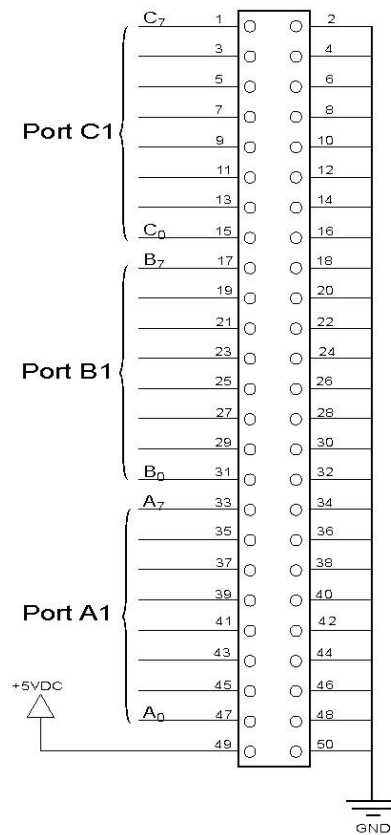 C7 1 2
3 4
5 6
7 8
Port C1
9 10
11 12
13 14
C0 15 16
B7 17 18
19 20
21 22
23 24
Port B1
25 26
27 28
29 30
B0 31 32
A7 33 34
35 36
37 38
39 40
Port A1
41 42
43 44
45 46
+5VDC
A0 47 48
49 50
GND